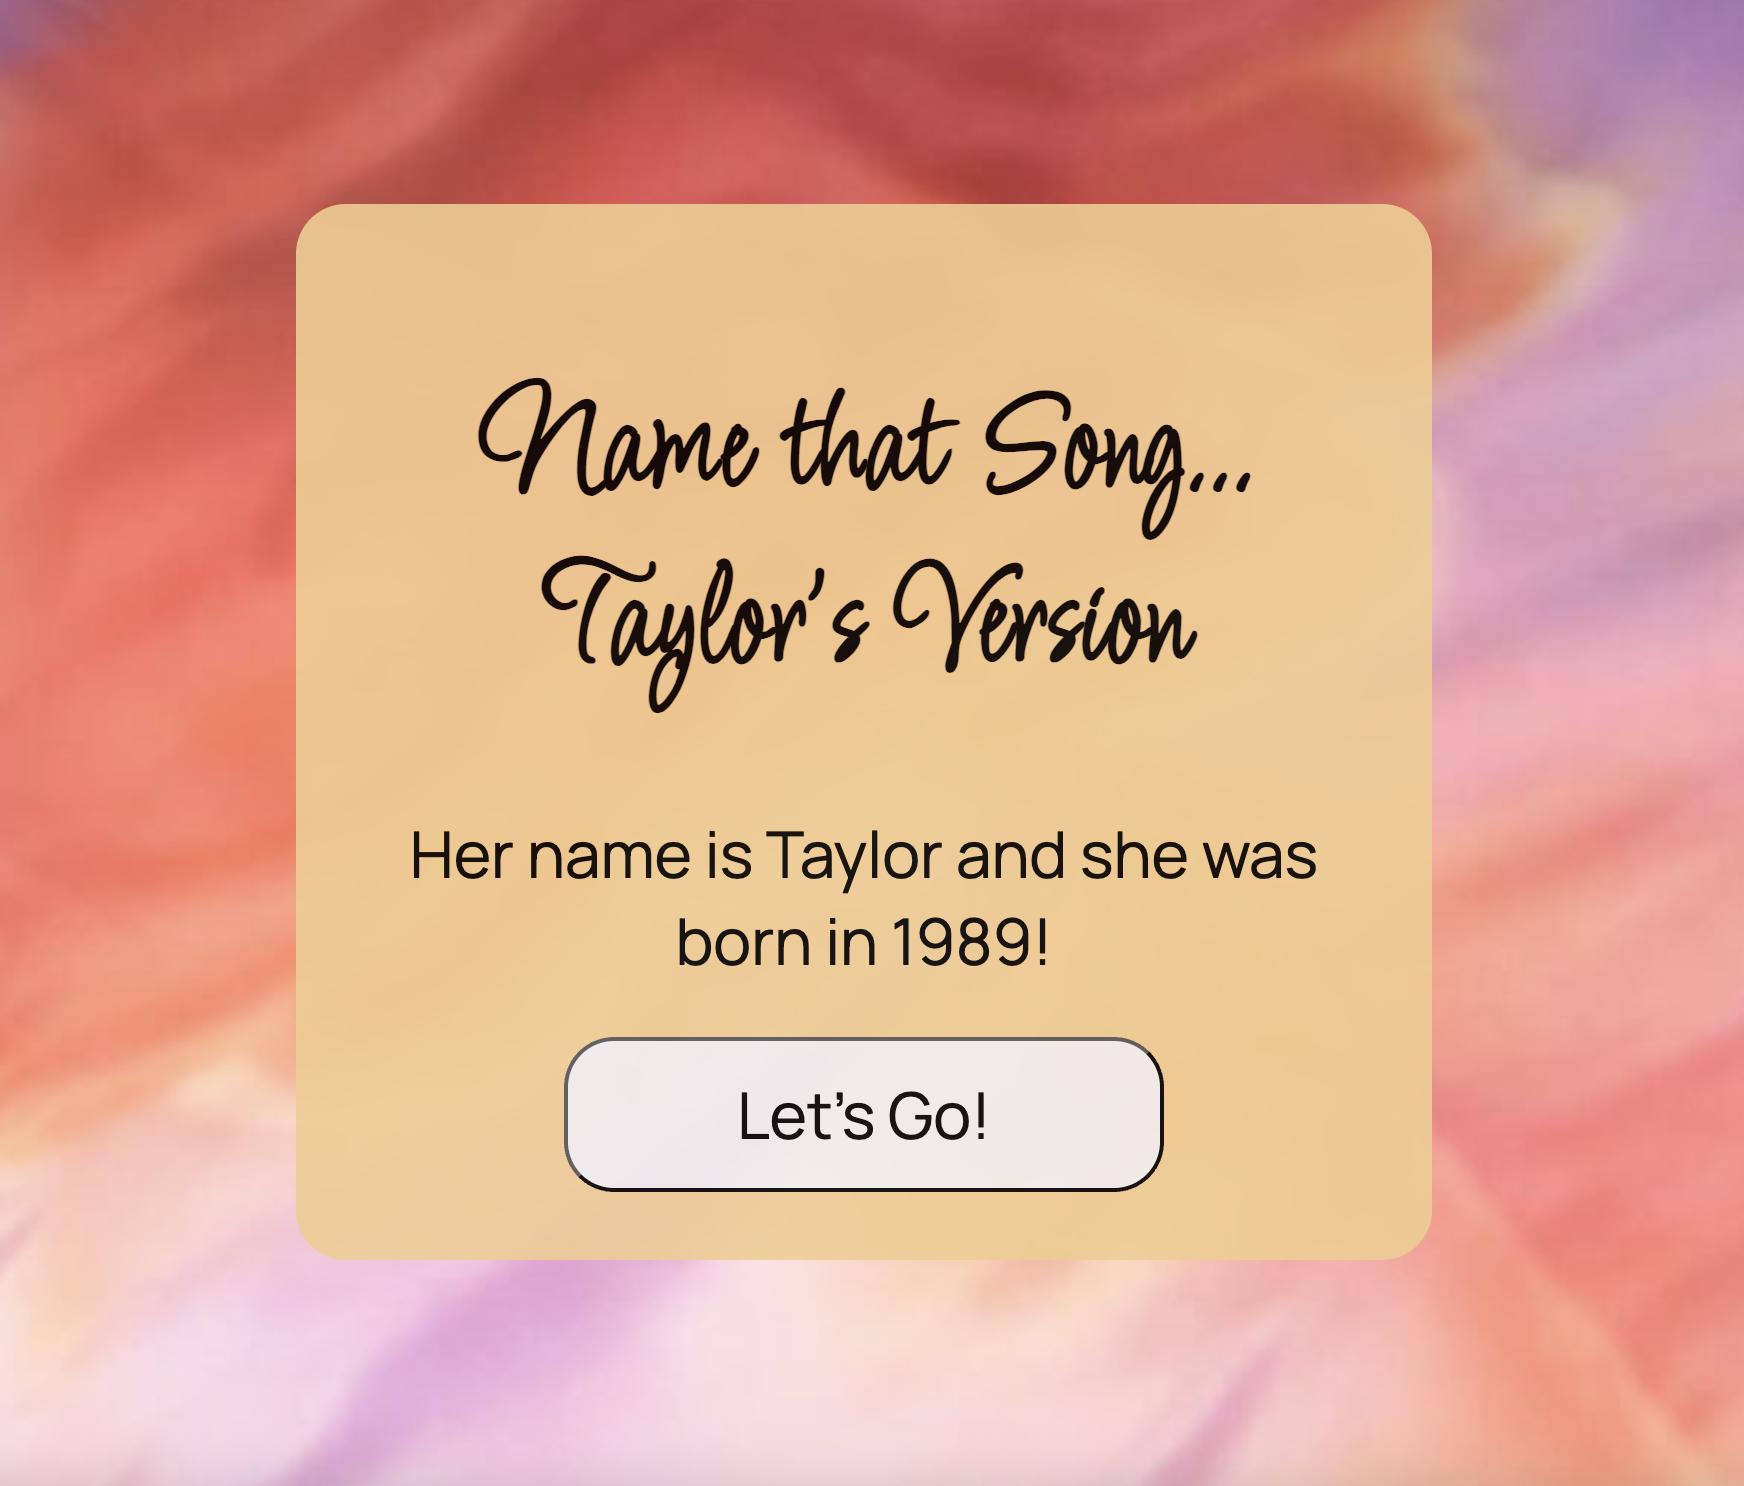 Name that Song...
Taylor's Version
Her name is Taylor and she was
born in 1989!
Let's Go!